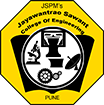 JSPM's
Jayawantrao Sawant
College Of Engineering
PUNE